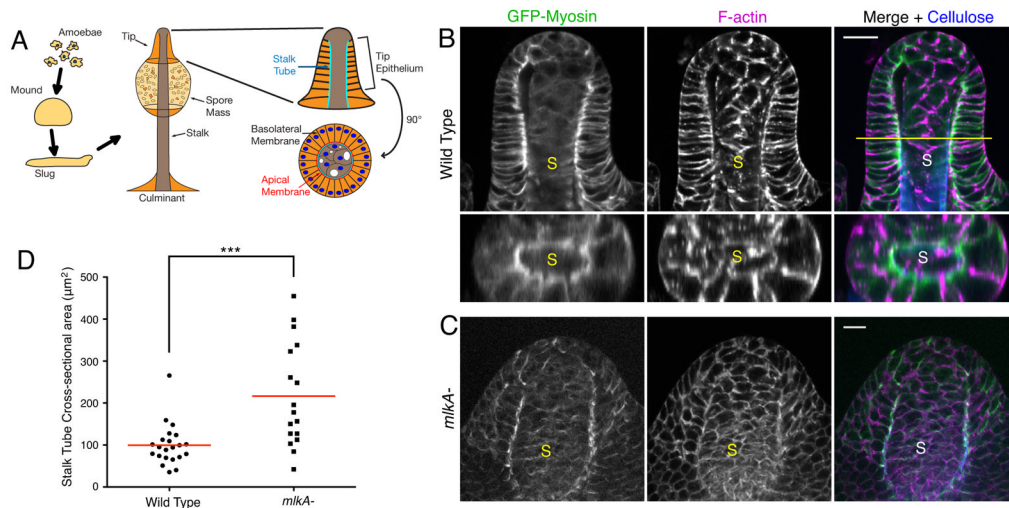 A
Amoebae
Mound
Slug
Tip
Spore
Mass
Stalk
Culminant
Stalk
Tube
Tip
Epithelium
90°
Basolateral
Membrane
Apical
Membrane
B
GFP-Myosin
F-actin
Merge + Cellulose
Wild Type
S
S
S
S
S
S
C
mlkA-
S
S
S
D
Stalk Tube Cross-sectional area (µm²)
500
400
300
200
100
0
***
Wild Type
mlkA-